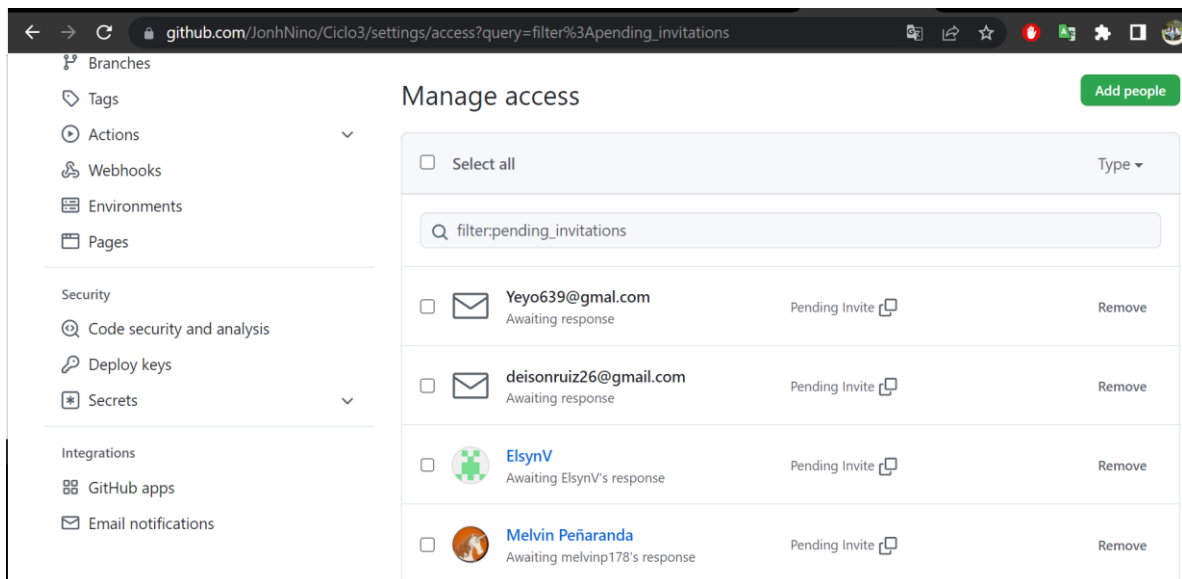 github.com/JonhNino/Ciclo3/settings/access?query=filter%3Apending_invitations
Branches
Tags
Actions
Webhooks
Environments
Pages
Security
Code security and analysis
Deploy keys
Secrets
Integrations
GitHub apps
Email notifications
Manage access
Add people
Select all
Type
filter:pending_invitations
Yeyo639@gmal.com
Awaiting response
Pending Invite
Remove
deisonruiz26@gmail.com
Awaiting response
Pending Invite
Remove
ElsynV
Awaiting ElsynV's response
Pending Invite
Remove
Melvin Peñaranda
Awaiting melvinp178's response
Pending Invite
Remove